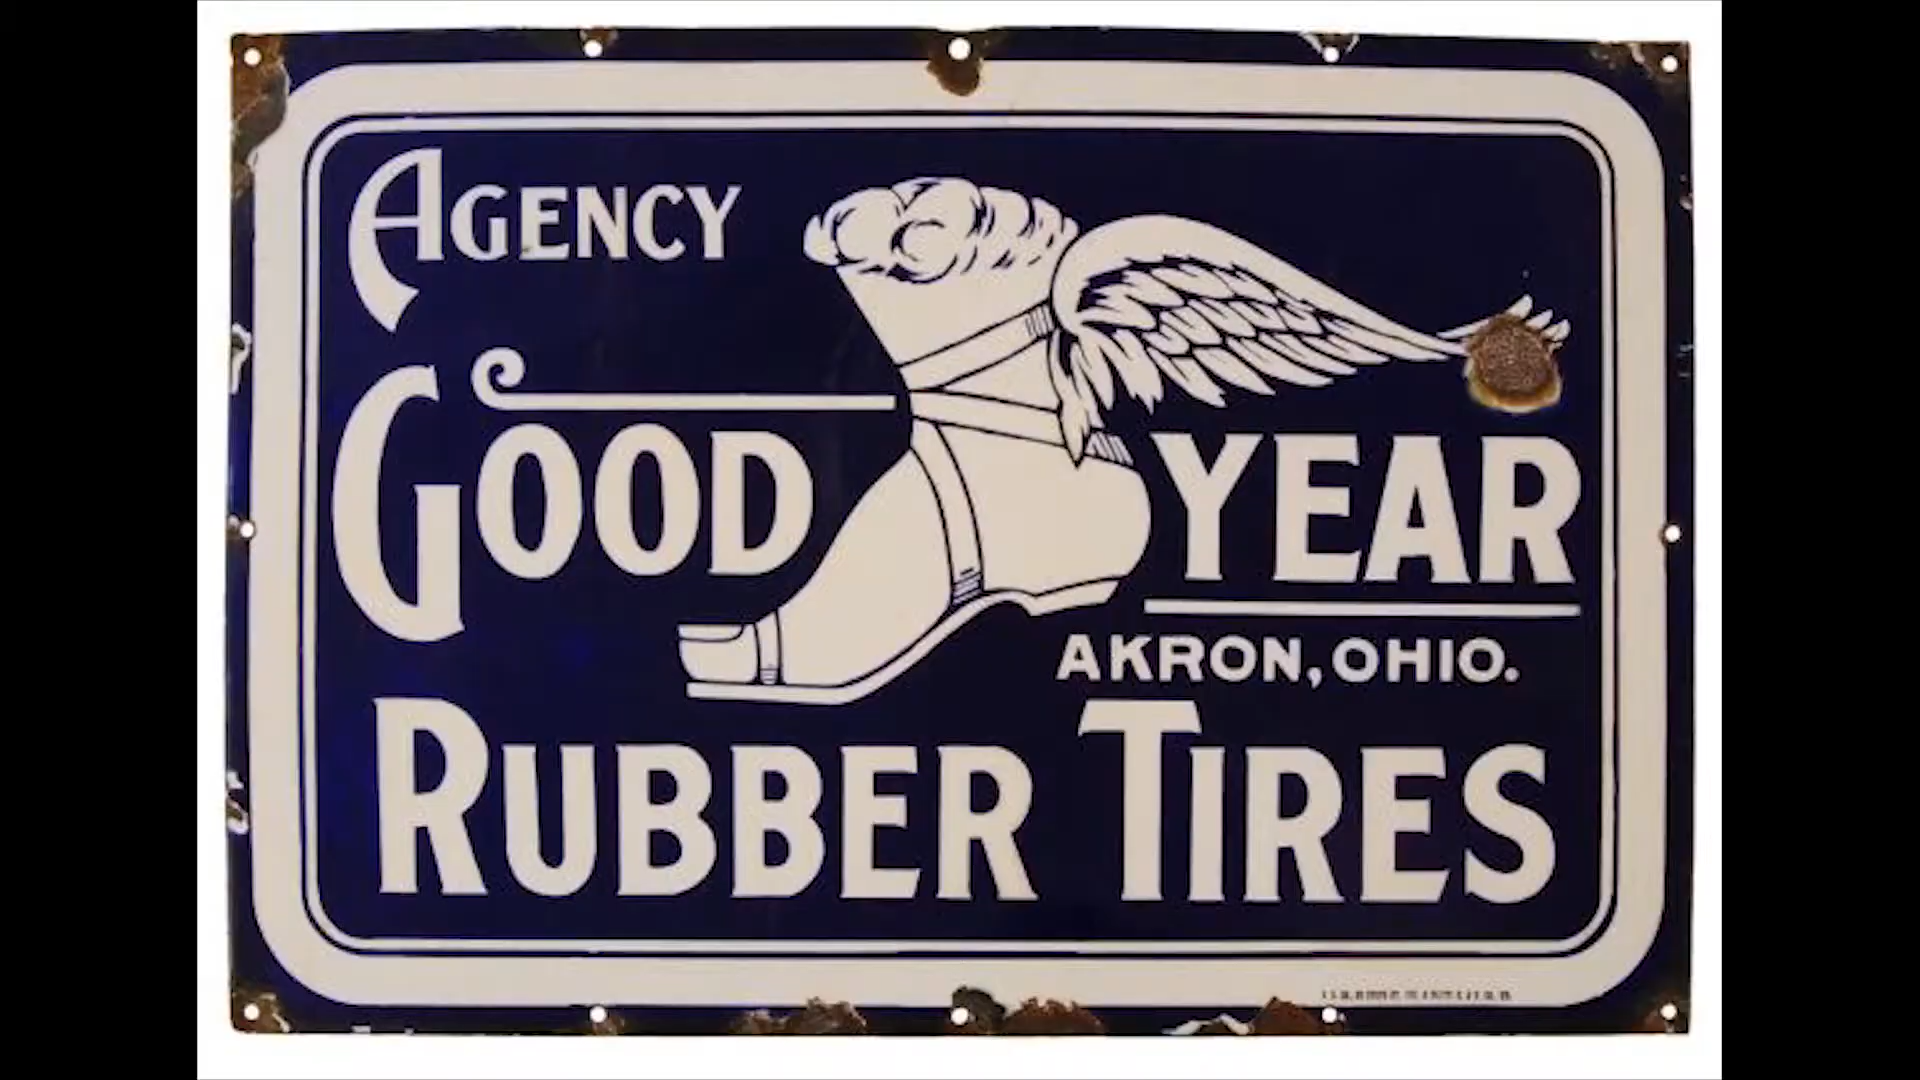 AGENCY
GOOD YEAR
AKRON, OHIO.
RUBBER TIRES